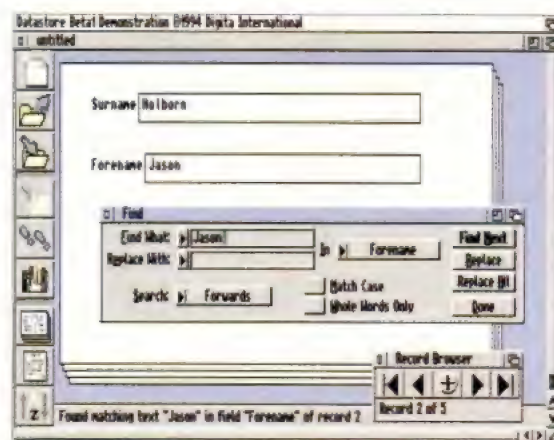 Datastore Beta1 Demonstration ©1994 Digita International
untitled
Surname Holborn
Forename Jason
Find
Find What: Jason In Forename Find Next
Replace With: Replace
Replace All
Search: Forwards Match Case
Whole Words Only Done
Record Browser
Record 2 of 5
Found matching text "Jason" in field "Forename" of record 2